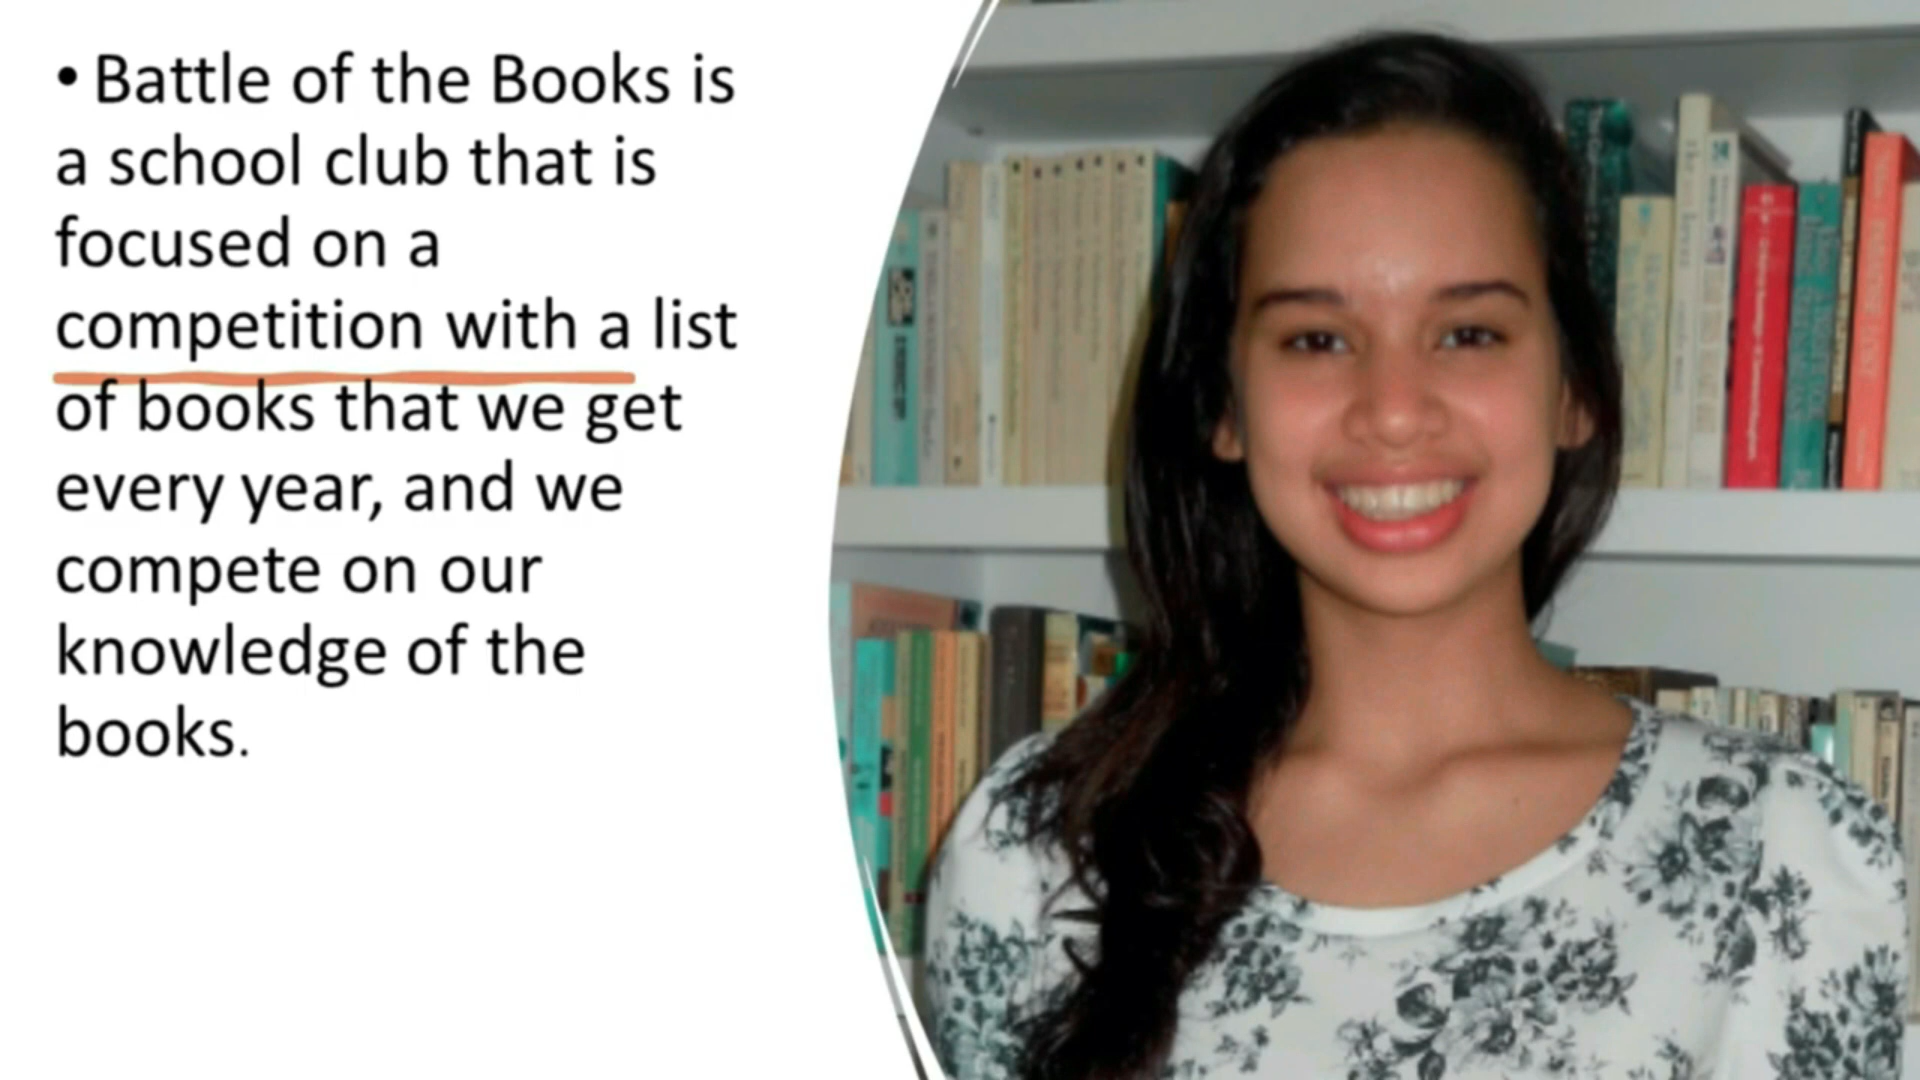 • Battle of the Books is
a school club that is
focused on a
competition with a list
of books that we get
every year, and we
compete on our
knowledge of the
books.